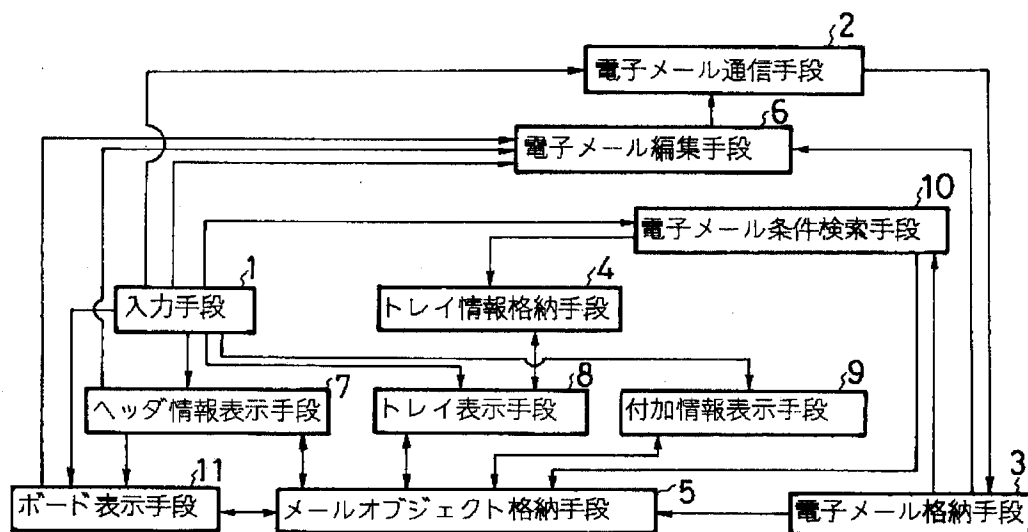 2
電子メール通信手段
6
電子メール編集手段
10
電子メール条件検索手段
1
入力手段
4
トレイ情報格納手段
7
ヘッダ情報表示手段
8
トレイ表示手段
9
付加情報表示手段
11
ボード表示手段
5
メールオブジェクト格納手段
3
電子メール格納手段